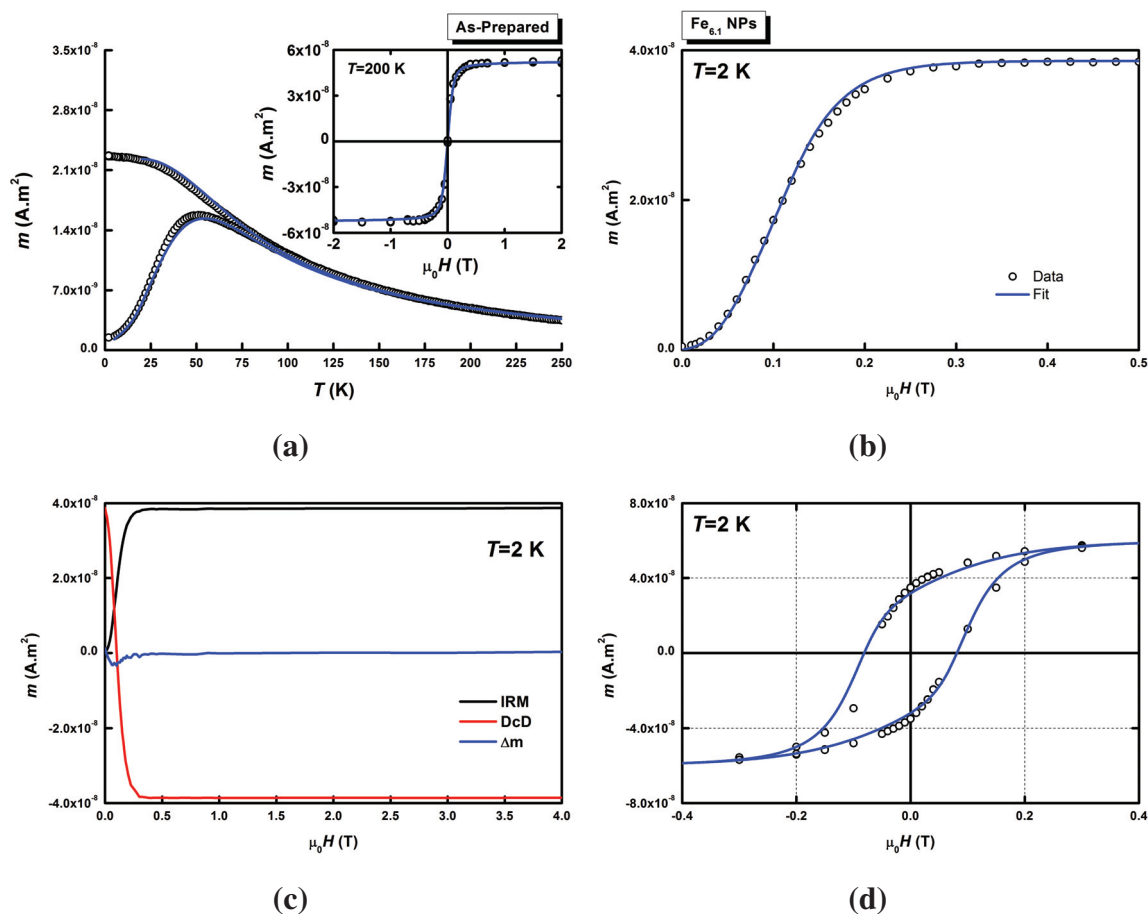 As-Prepared
3.5x10⁻⁸
2.8x10⁻⁸
2.1x10⁻⁸
1.4x10⁻⁸
7.0x10⁻⁹
0.0
m (A.m²)
0 25 50 75 100 125 150 175 200 225 250
T (K)
T=200 K
6x10⁻⁸
3x10⁻⁸
0
-3x10⁻⁸
-6x10⁻⁸
m (A.m²)
-2 -1 0 1 2
μ₀H (T)
(a)
Fe₆.₁ NPs
T=2 K
4.0x10⁻⁸
2.0x10⁻⁸
0.0
m (A.m²)
Data
Fit
0.0 0.1 0.2 0.3 0.4 0.5
μ₀H (T)
(b)
4.0x10⁻⁸
2.0x10⁻⁸
0.0
-2.0x10⁻⁸
-4.0x10⁻⁸
m (A.m²)
T=2 K
IRM
DcD
Δm
0.0 0.5 1.0 1.5 2.0 2.5 3.0 3.5 4.0
μ₀H (T)
(c)
T=2 K
8.0x10⁻⁸
4.0x10⁻⁸
0.0
-4.0x10⁻⁸
-8.0x10⁻⁸
m (A.m²)
-0.4 -0.2 0.0 0.2 0.4
μ₀H (T)
(d)